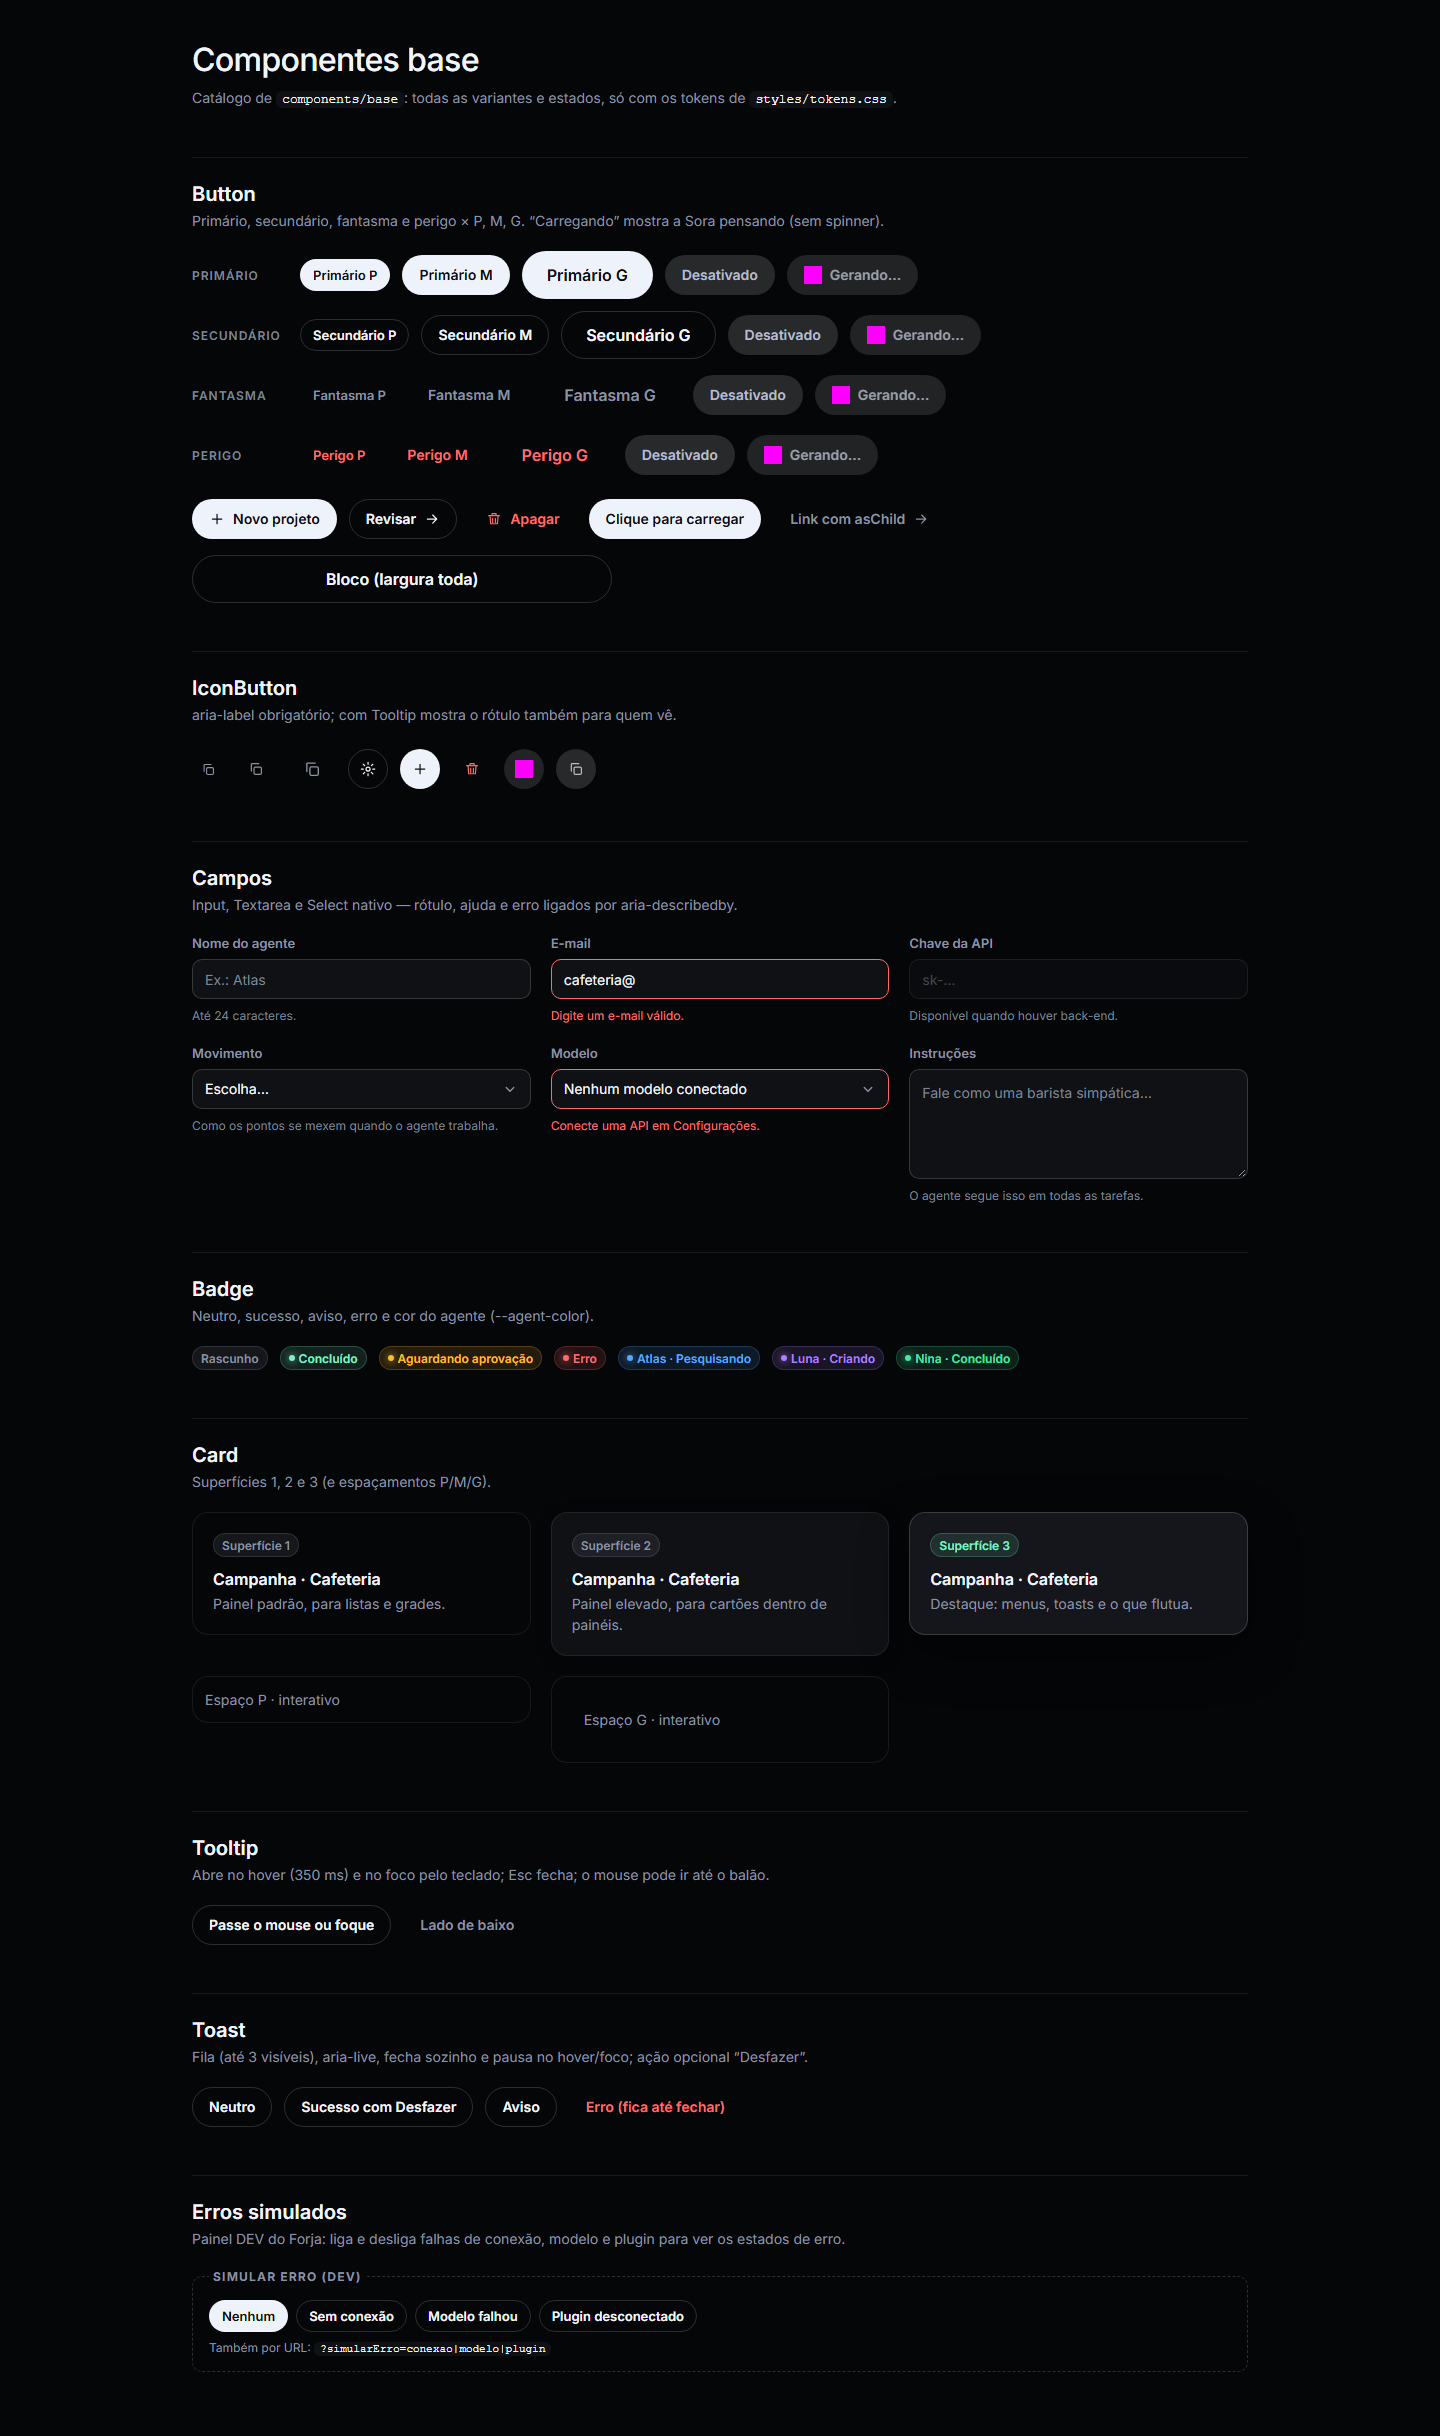 Componentes base
Catálogo de components/base: todas as variantes e estados, só com os tokens de styles/tokens.css.
Button
Primário, secundário, fantasma e perigo × P, M, G. “Carregando” mostra a Sora pensando (sem spinner).
PRIMÁRIO Primário P Primário M Primário G Desativado Gerando...
SECUNDÁRIO Secundário P Secundário M Secundário G Desativado Gerando...
FANTASMA Fantasma P Fantasma M Fantasma G Desativado Gerando...
PERIGO Perigo P Perigo M Perigo G Desativado Gerando...
Novo projeto Revisar → Apagar Clique para carregar Link com asChild →
Bloco (largura toda)
IconButton
aria-label obrigatório; com Tooltip mostra o rótulo também para quem vê.
Campos
Input, Textarea e Select nativo — rótulo, ajuda e erro ligados por aria-describedby.
Nome do agente E-mail Chave da API
Ex.: Atlas cafeteria@ sk-...
Até 24 caracteres. Digite um e-mail válido. Disponível quando houver back-end.
Movimento Modelo Instruções
Escolha... Nenhum modelo conectado Fale como uma barista simpática...
Como os pontos se mexem quando o agente trabalha. Conecte uma API em Configurações.
O agente segue isso em todas as tarefas.
Badge
Neutro, sucesso, aviso, erro e cor do agente (--agent-color).
Rascunho Concluído Aguardando aprovação Erro Atlas · Pesquisando Luna · Criando Nina · Concluído
Card
Superfícies 1, 2 e 3 (e espaçamentos P/M/G).
Superfície 1 Superfície 2 Superfície 3
Campanha · Cafeteria Campanha · Cafeteria Campanha · Cafeteria
Painel padrão, para listas e grades. Painel elevado, para cartões dentro de Destaque: menus, toasts e o que flutua.
painéis.
Espaço P · interativo
Espaço G · interativo
Tooltip
Abre no hover (350 ms) e no foco pelo teclado; Esc fecha; o mouse pode ir até o balão.
Passe o mouse ou foque Lado de baixo
Toast
Fila (até 3 visíveis), aria-live, fecha sozinho e pausa no hover/foco; ação opcional “Desfazer”.
Neutro Sucesso com Desfazer Aviso Erro (fica até fechar)
Erros simulados
Painel DEV do Forja: liga e desliga falhas de conexão, modelo e plugin para ver os estados de erro.
SIMULAR ERRO (DEV)
Nenhum Sem conexão Modelo falhou Plugin desconectado
Também por URL: ?simularErro=conexao|modelo|plugin